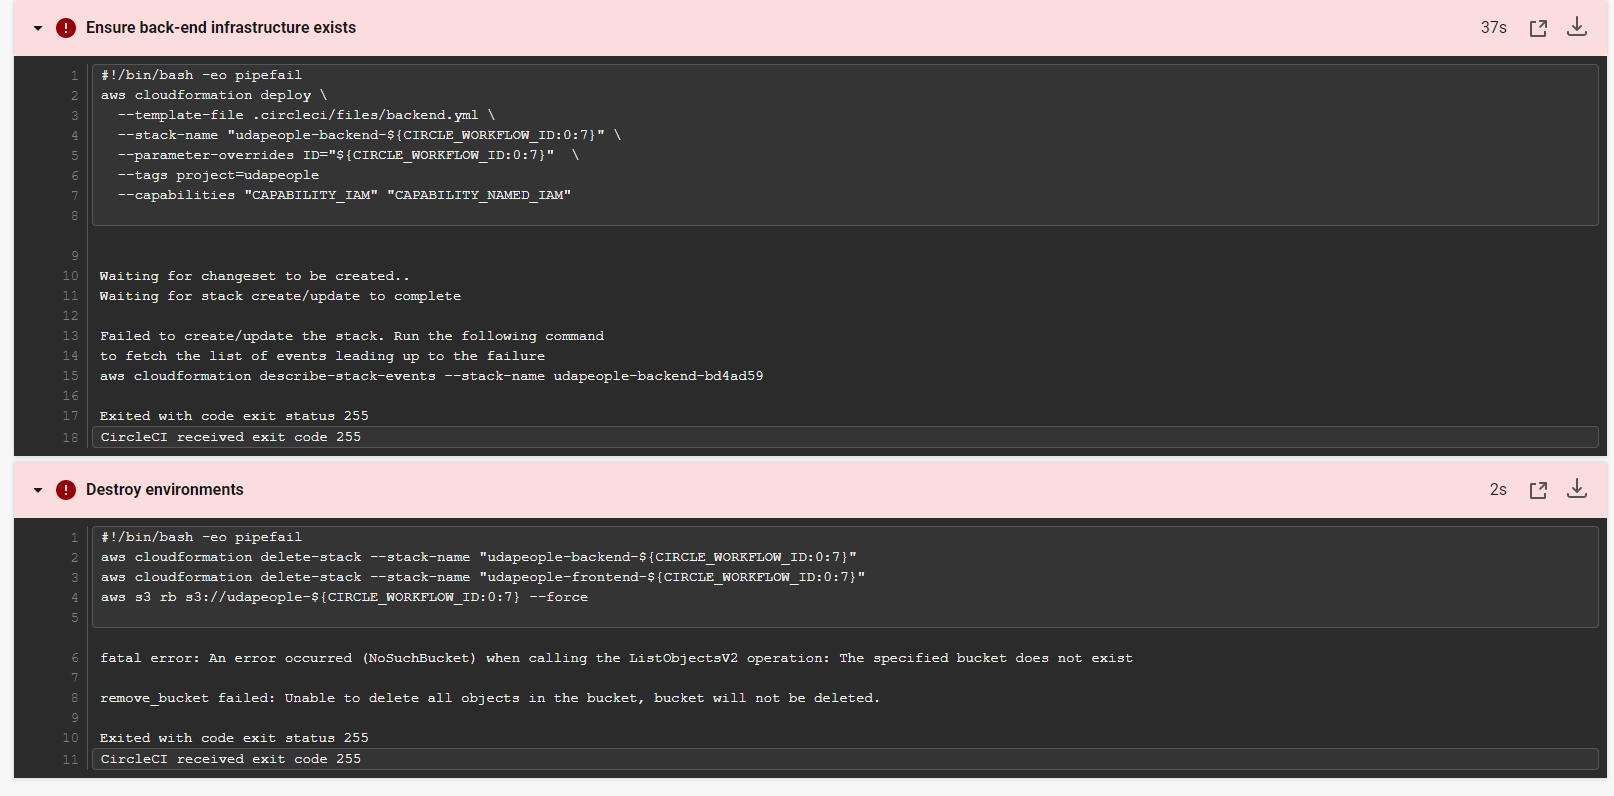 Ensure back-end infrastructure exists 37s
1 #!/bin/bash -eo pipefail
2 aws cloudformation deploy \
3 --template-file .circleci/files/backend.yml \
4 --stack-name "udapeople-backend-${CIRCLE_WORKFLOW_ID:0:7}" \
5 --parameter-overrides ID="${CIRCLE_WORKFLOW_ID:0:7}"  \
6 --tags project=udapeople
7 --capabilities "CAPABILITY_IAM" "CAPABILITY_NAMED_IAM"
8
9
10 Waiting for changeset to be created..
11 Waiting for stack create/update to complete
12
13 Failed to create/update the stack. Run the following command
14 to fetch the list of events leading up to the failure
15 aws cloudformation describe-stack-events --stack-name udapeople-backend-bd4ad59
16
17 Exited with code exit status 255
18 CircleCI received exit code 255
Destroy environments 2s
1 #!/bin/bash -eo pipefail
2 aws cloudformation delete-stack --stack-name "udapeople-backend-${CIRCLE_WORKFLOW_ID:0:7}"
3 aws cloudformation delete-stack --stack-name "udapeople-frontend-${CIRCLE_WORKFLOW_ID:0:7}"
4 aws s3 rb s3://udapeople-${CIRCLE_WORKFLOW_ID:0:7} --force
5
6 fatal error: An error occurred (NoSuchBucket) when calling the ListObjectsV2 operation: The specified bucket does not exist
7
8 remove_bucket failed: Unable to delete all objects in the bucket, bucket will not be deleted.
9
10 Exited with code exit status 255
11 CircleCI received exit code 255